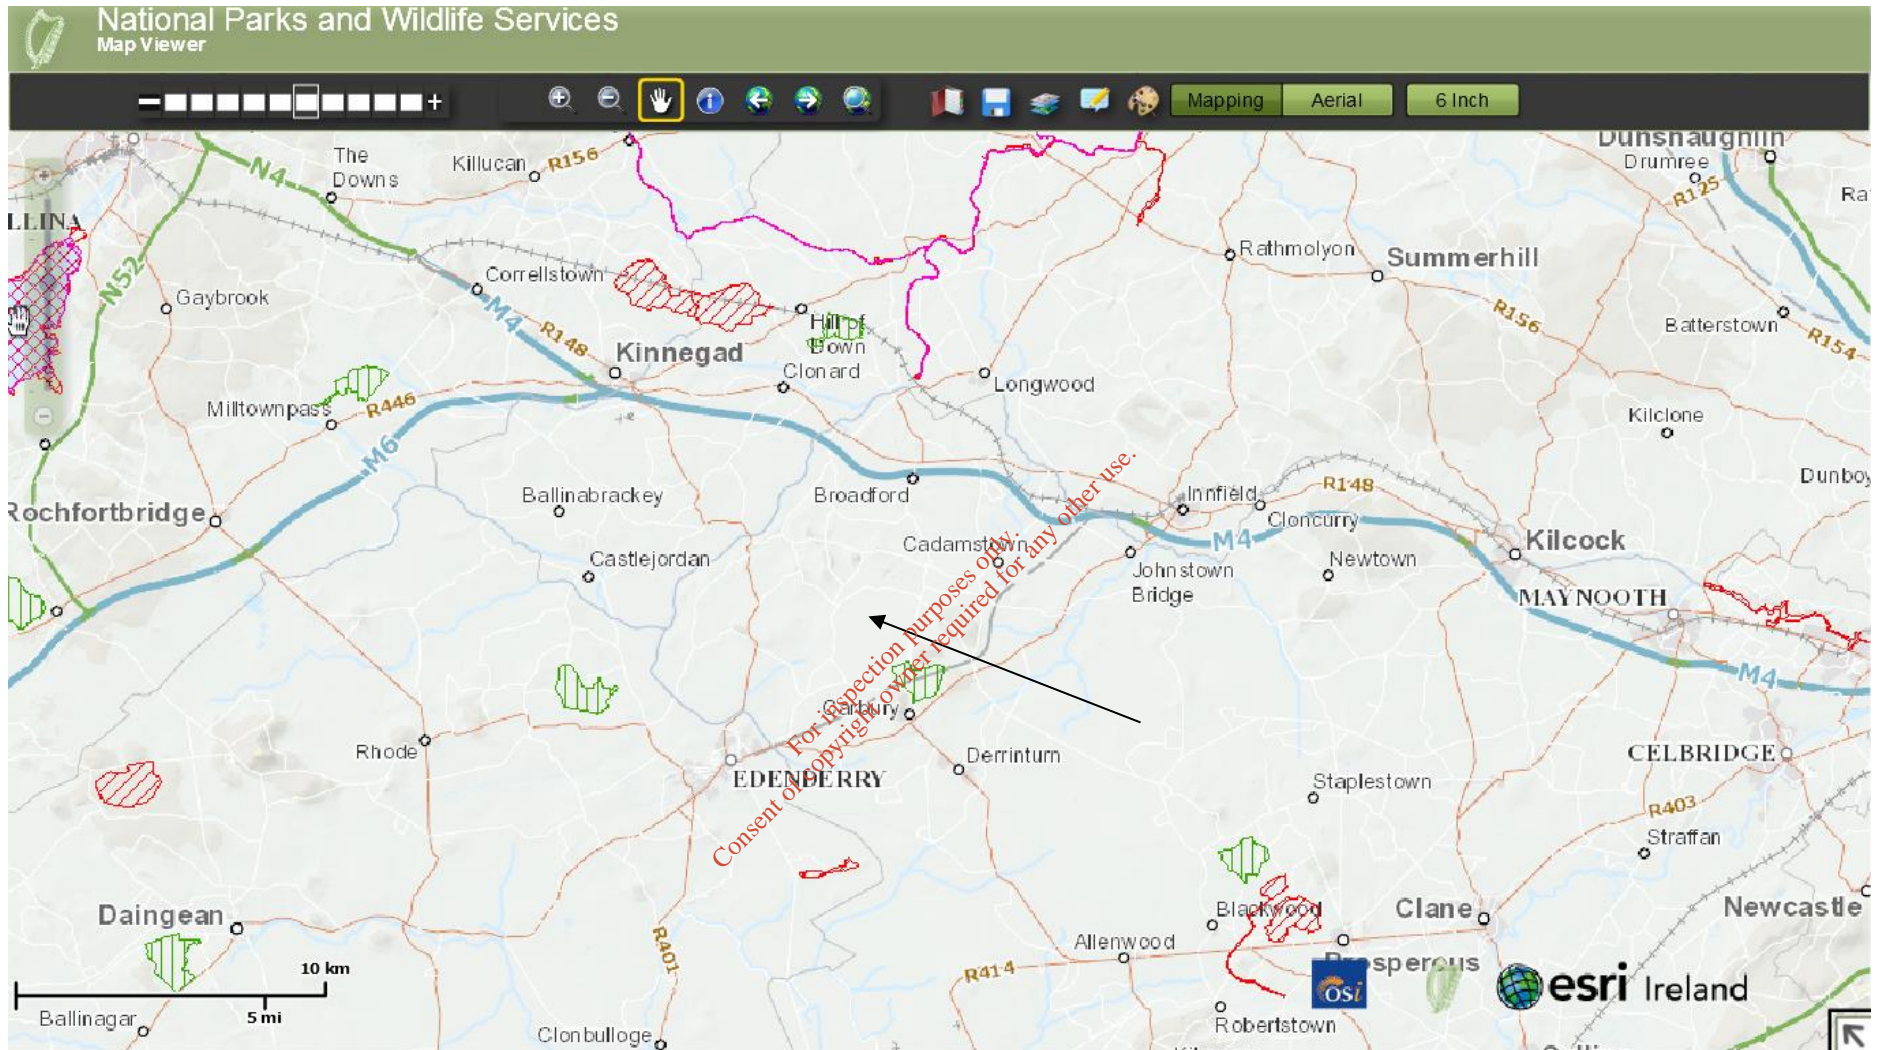 National Parks and Wildlife Services
Map Viewer
Mapping
Aerial
6 Inch
Dunshaughlin
Drumree
R125
The
Downs
Killucan
R156
N4
Ra
LLINA
N52
Rathmolyon
Summerhill
Correllstown
Gaybrook
M4
R148
R156
Batterstown
R154
Hill of
Down
Kinnegad
Clonard
Longwood
Milltownpass
R446
M6
Kilclone
Dunboy
Rochfortbridge
Ballinabrackey
Broadford
Innfield
R148
Cloncurry
M4
Kilcock
Castlejordan
Cadamstown
Johnstown
Bridge
Newtown
MAYNOOTH
M4
For inspection purposes only.
Consent of copyright owner required for any other use.
Carbury
Rhode
EDENDERRY
Derrinturn
CELBRIDGE
Staplestown
R403
Straffan
Daingean
Blackwood
Clane
Newcastle
R401
Allenwood
R414
Prosperous
10 km
5 mi
osi
esri Ireland
Ballinagar
Clonbulloge
Robertstown